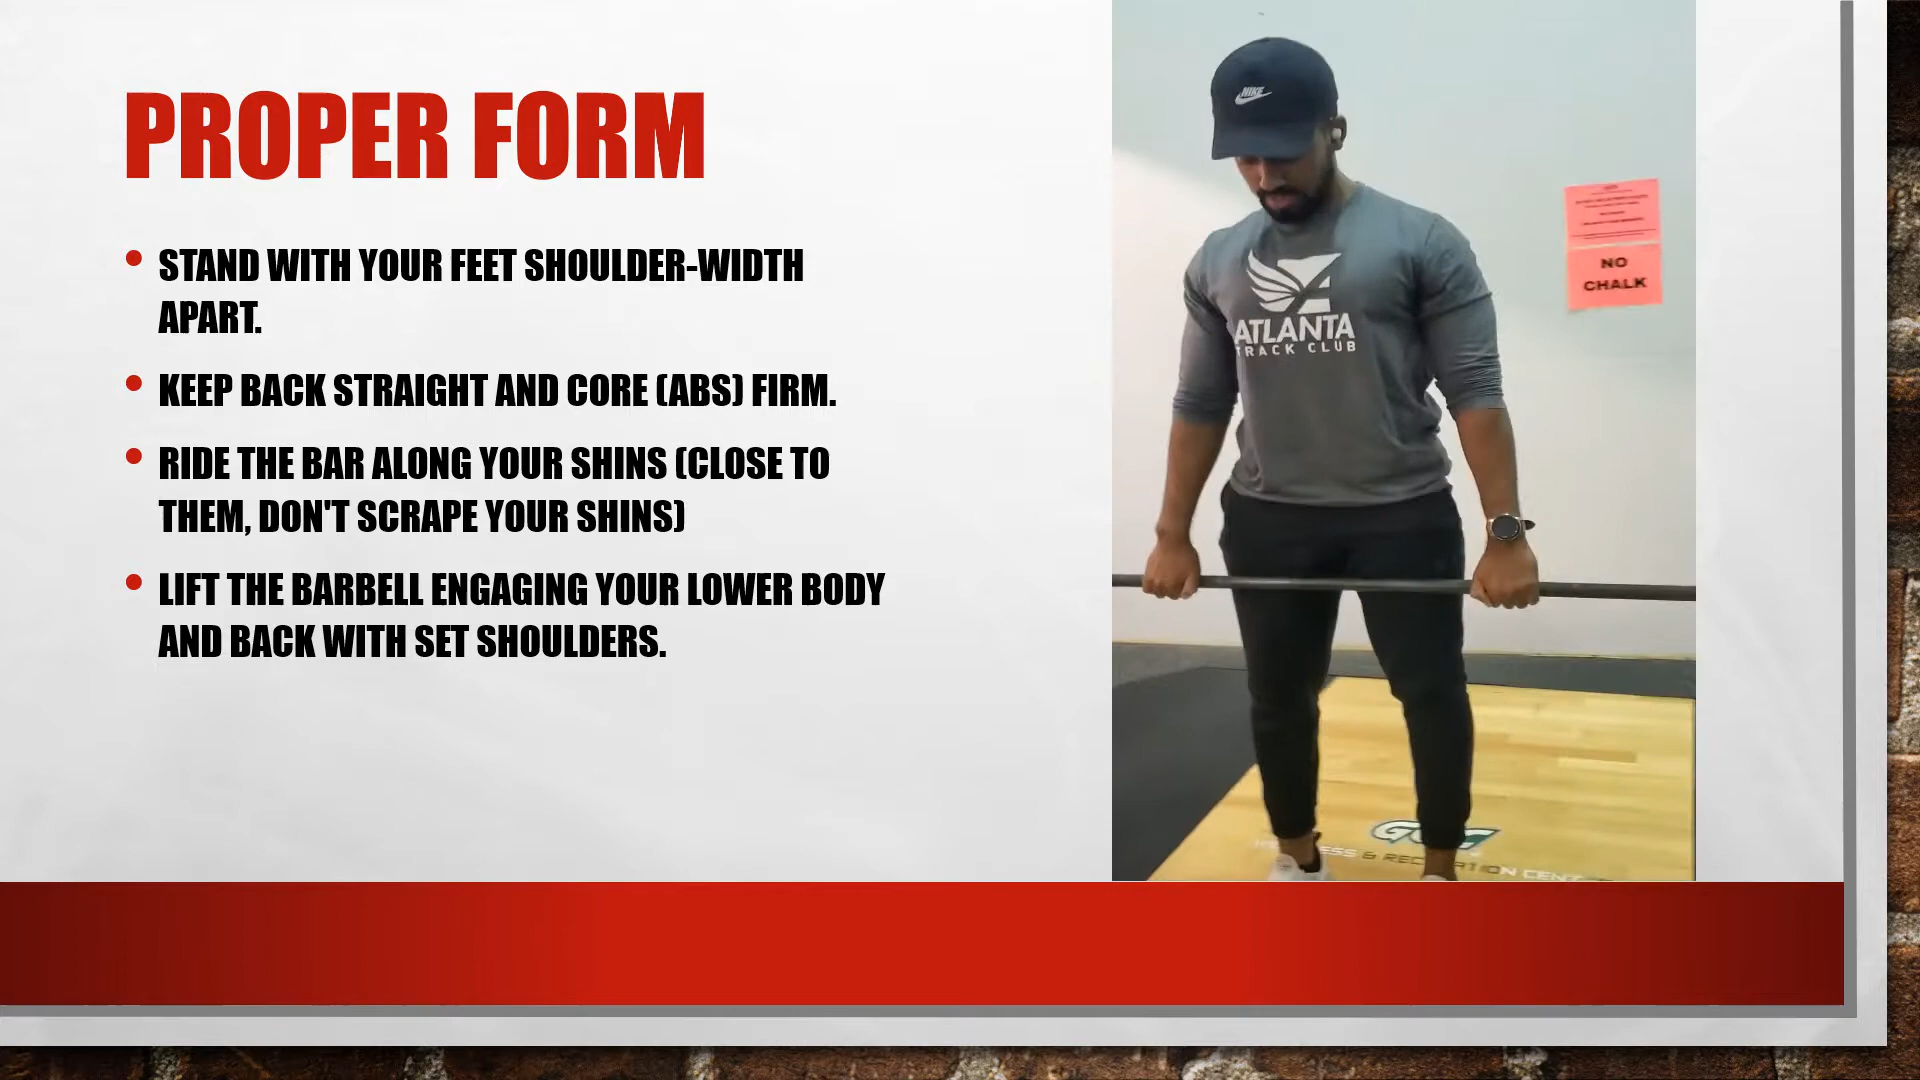 PROPER FORM
• STAND WITH YOUR FEET SHOULDER-WIDTH
APART.
• KEEP BACK STRAIGHT AND CORE (ABS) FIRM.
• RIDE THE BAR ALONG YOUR SHINS (CLOSE TO
THEM, DON'T SCRAPE YOUR SHINS)
• LIFT THE BARBELL ENGAGING YOUR LOWER BODY
AND BACK WITH SET SHOULDERS.
NIKE
ATLANTA
TRACK CLUB
NO
CHALK